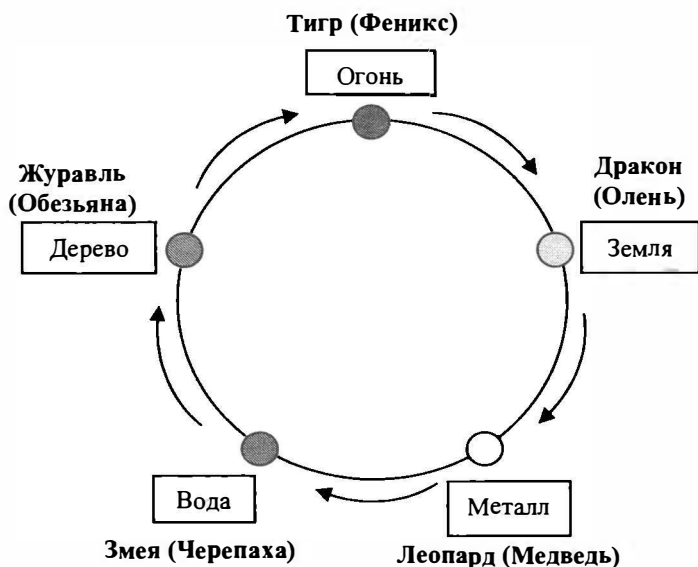 Тигр (Феникс)
Огонь
Журавль
(Обезьяна)
Дерево
Дракон
(Олень)
Земля
Вода
Змея (Черепаха)
Металл
Леопард (Медведь)